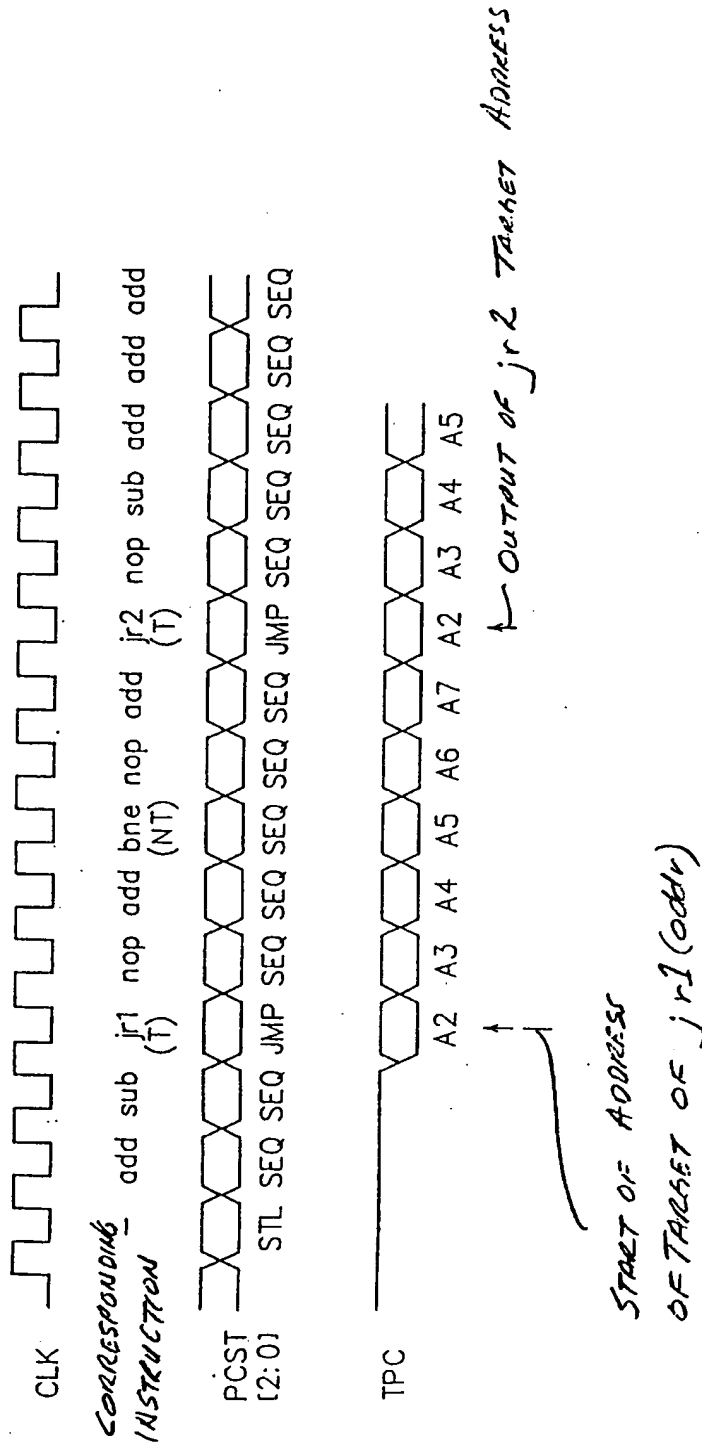 CLK
CORRESPONDING
INSTRUCTION
add sub jr1 nop add bne nop add jr2 nop sub add add add
(T) (NT) (T)
PCST
[2:0]
STL SEQ SEQ JMP SEQ SEQ SEQ SEQ SEQ JMP SEQ SEQ SEQ SEQ SEQ
TPC
A2 A3 A4 A5 A6 A7 A2 A3 A4 A5
START OF ADDRESS
OF TARGET OF jr1 (addr)
OUTPUT OF jr2 TARGET ADDRESS